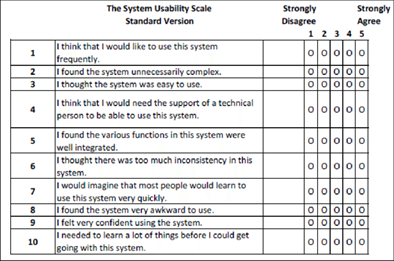 The System Usability Scale
Standard Version
Strongly
Disagree
Strongly
Agree
1 2 3 4 5
1 I think that I would like to use this system
frequently.
O O O O O
2 I found the system unnecessarily complex. O O O O O
3 I thought the system was easy to use. O O O O O
4 I think that I would need the support of a technical
person to be able to use this system.
O O O O O
5 I found the various functions in this system were
well integrated.
O O O O O
6 I thought there was too much inconsistency in this
system.
O O O O O
7 I would imagine that most people would learn to
use this system very quickly.
O O O O O
8 I found the system very awkward to use. O O O O O
9 I felt very confident using the system. O O O O O
10 I needed to learn a lot of things before I could get
going with this system.
O O O O O